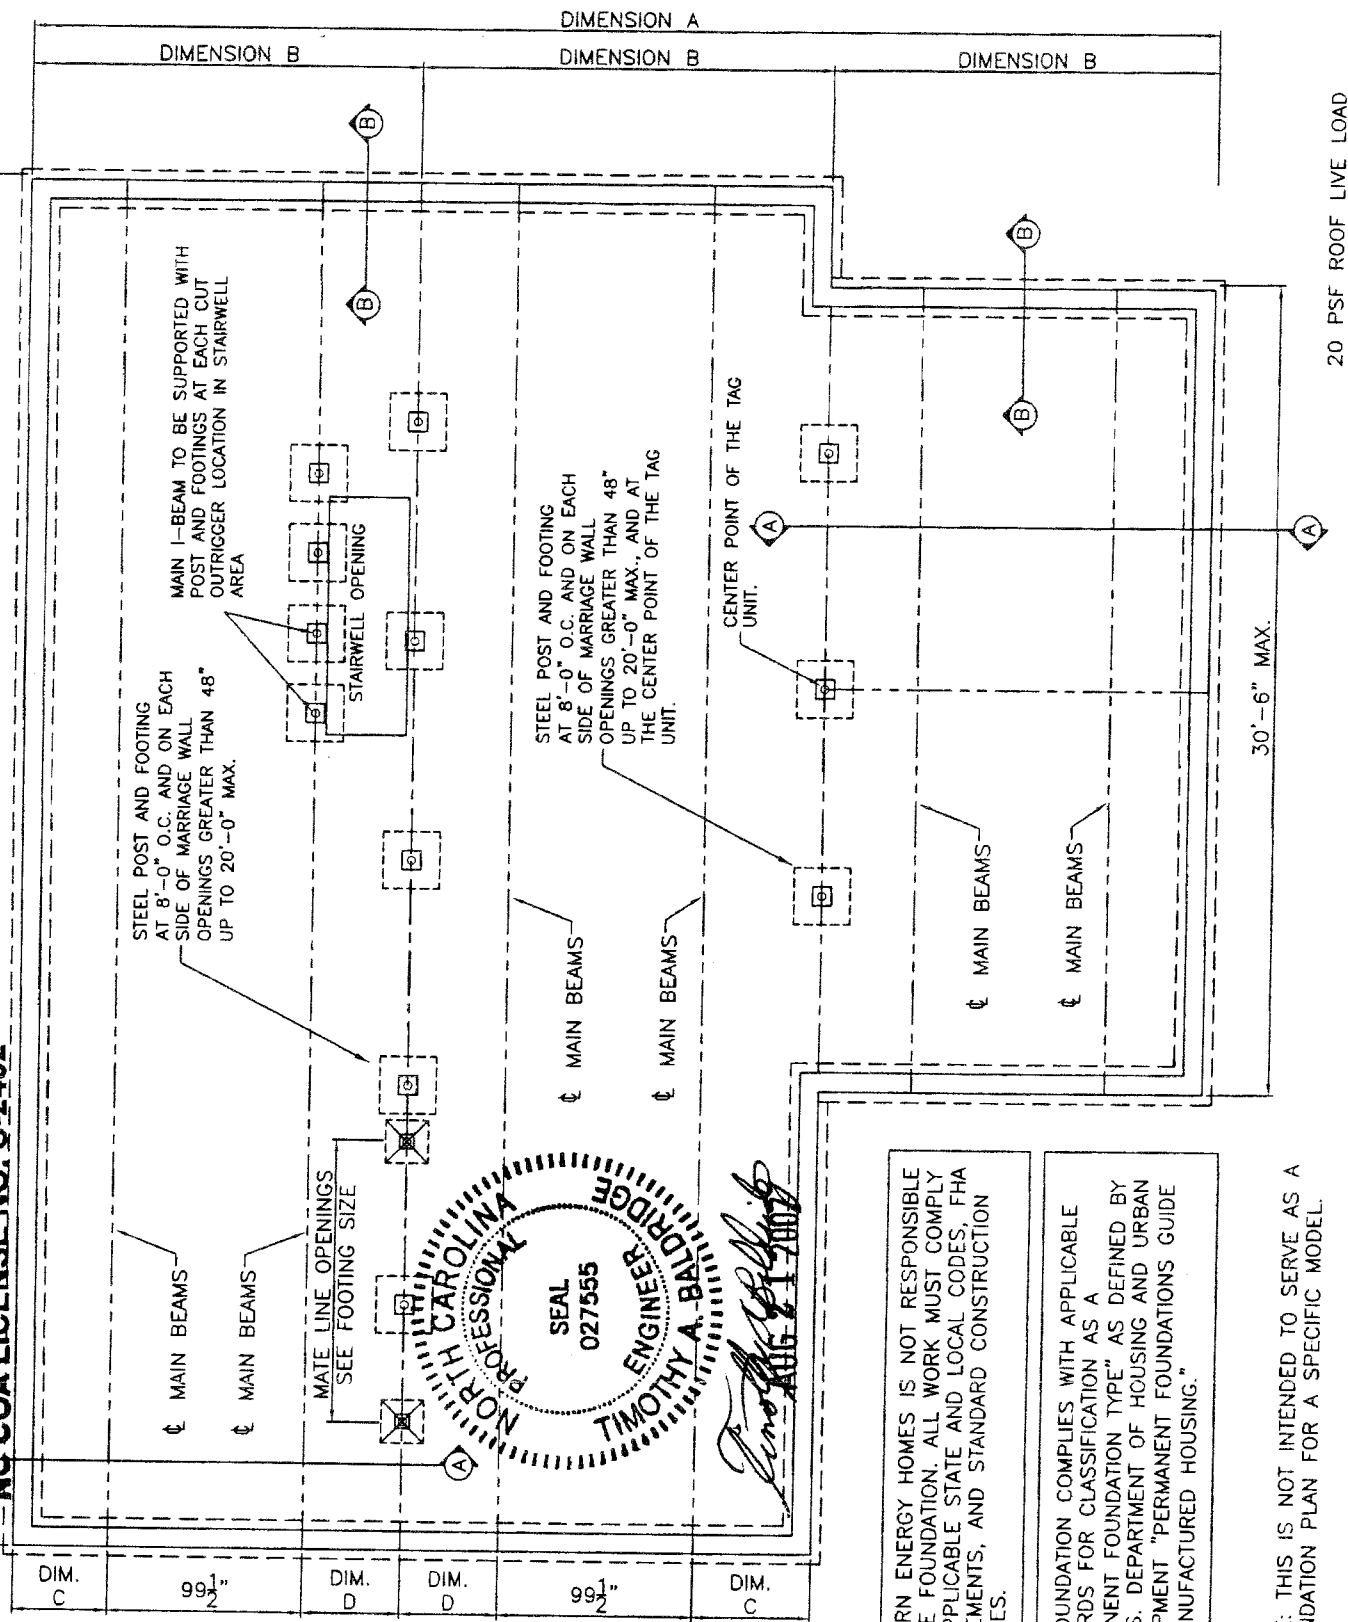 DIMENSION A
DIMENSION B
DIMENSION B
DIMENSION B
B
B
B
B
20 PSF ROOF LIVE LOAD
MAIN I-BEAM TO BE SUPPORTED WITH
POST AND FOOTINGS AT EACH CUT
OUTRIGGER LOCATION IN STAIRWELL
AREA
STEEL POST AND FOOTING
AT 8'-0" O.C. AND ON EACH
SIDE OF MARRIAGE WALL
OPENINGS GREATER THAN 48"
UP TO 20'-0" MAX.
STAIRWELL OPENING
STEEL POST AND FOOTING
AT 8'-0" O.C. AND ON EACH
SIDE OF MARRIAGE WALL
OPENINGS GREATER THAN 48"
UP TO 20'-0" MAX., AND AT
THE CENTER POINT OF THE TAG
UNIT.
CENTER POINT OF THE TAG
UNIT.
A
A
30'-6" MAX.
℄ MAIN BEAMS
℄ MAIN BEAMS
℄ MAIN BEAMS
℄ MAIN BEAMS
℄ MAIN BEAMS
℄ MAIN BEAMS
MATE LINE OPENINGS
SEE FOOTING SIZE
A
NORTH CAROLINA
PROFESSIONAL
SEAL
027555
ENGINEER
TIMOTHY A. BALDRIDGE
AUG 21 2007
DIM.
C
99 1/2"
DIM.
D
DIM.
D
99 1/2"
DIM.
C
RN ENERGY HOMES IS NOT RESPONSIBLE
E FOUNDATION. ALL WORK MUST COMPLY
PPLICABLE STATE AND LOCAL CODES, FHA
EMENTS, AND STANDARD CONSTRUCTION
ES.
OUNDATION COMPLIES WITH APPLICABLE
RDS FOR CLASSIFICATION AS A
NENT FOUNDATION TYPE" AS DEFINED BY
S. DEPARTMENT OF HOUSING AND URBAN
PMENT "PERMANENT FOUNDATIONS GUIDE
NUFACTURED HOUSING."
: THIS IS NOT INTENDED TO SERVE AS A
NDATION PLAN FOR A SPECIFIC MODEL.